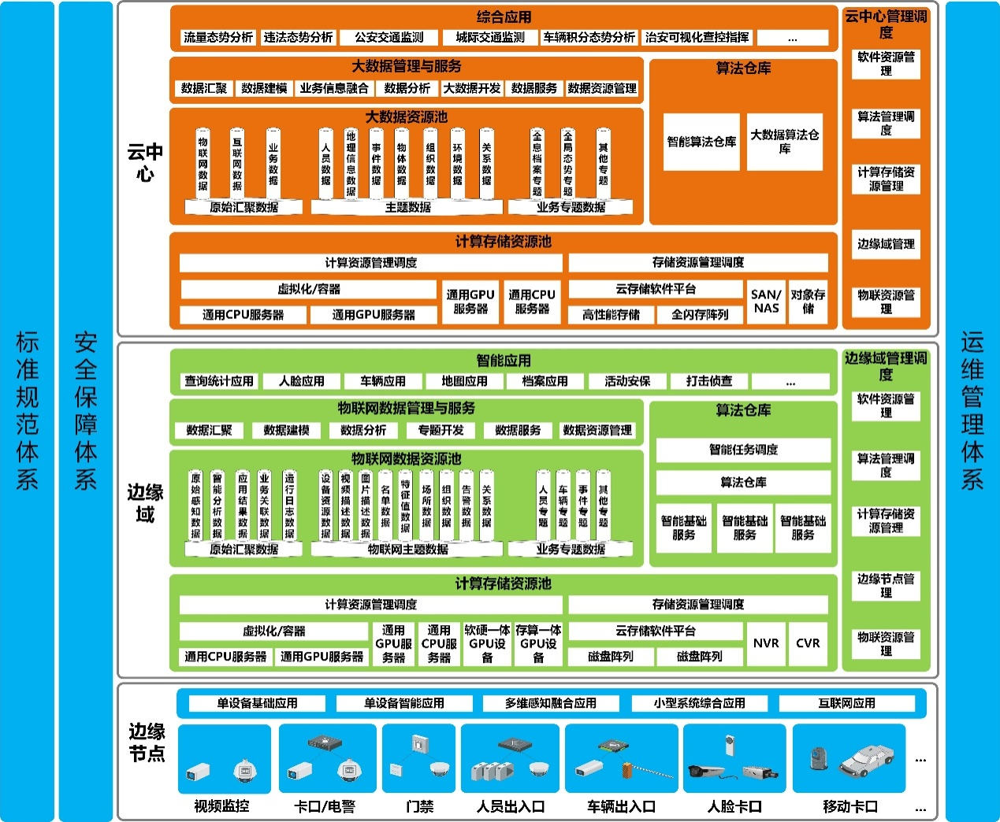 标准规范体系
安全保障体系
运维管理体系
云中
心
综合应用
流量态势分析 违法态势分析 公安交通监测 城际交通监测 车辆积分态势分析 治安可视化查控指挥 ...
大数据管理与服务
数据汇聚 数据建模 业务信息融合 数据分析 大数据开发 数据服务 数据资源管理
大数据资源池
物联网数据 互联网数据 业务数据
原始汇聚数据
人员数据 地理信息数据 事件数据 物体数据 组织数据 环境数据 关系数据
主题数据
全息档案专题 全局态势专题 其他专题
业务专题数据
算法仓库
智能算法仓库
大数据算法仓
库
计算存储资源池
计算资源管理调度 存储资源管理调度
虚拟化/容器
通用CPU服务器 通用GPU服务器
通用GPU
服务器
通用CPU
服务器
云存储软件平台
高性能存储 全闪存阵列
SAN/
NAS
对象存
储
云中心管理调
度
软件资源管
理
算法管理调
度
计算存储资
源管理
边缘域管理
物联资源管
理
边缘
域
智能应用
查询统计应用 人脸应用 车辆应用 地图应用 档案应用 活动安保 打击侦查 ...
物联网数据管理与服务
数据汇聚 数据建模 数据分析 专题开发 数据服务 数据资源管理
物联网数据资源池
原始感知数据 智能分析数据 应用结果数据 业务关联数据 运行日志数据
原始汇聚数据
设备资源数据 视频描述数据 图片描述数据 名单数据 特征值数据 场所数据 组织数据 告警数据 关系数据
物联网主题数据
人员专题 车辆专题 事件专题 其他专题
业务专题数据
算法仓库
智能任务调度
算法仓库
智能基础
服务
智能基础
服务
智能基础
服务
计算存储资源池
计算资源管理调度 存储资源管理调度
虚拟化/容器
通用CPU服务器 通用GPU服务器
通用
GPU服
务器
通用
CPU服
务器
软硬一体
GPU设
备
存算一体
GPU设
备
云存储软件平台
磁盘阵列 磁盘阵列
NVR
CVR
边缘域管理调
度
软件资源管
理
算法管理调
度
计算存储资
源管理
边缘节点管
理
物联资源管
理
边缘
节点
单设备基础应用 单设备智能应用 多维感知融合应用 小型系统综合应用 互联网应用
...
视频监控 卡口/电警 门禁 人员出入口 车辆出入口 人脸卡口 移动卡口 ...